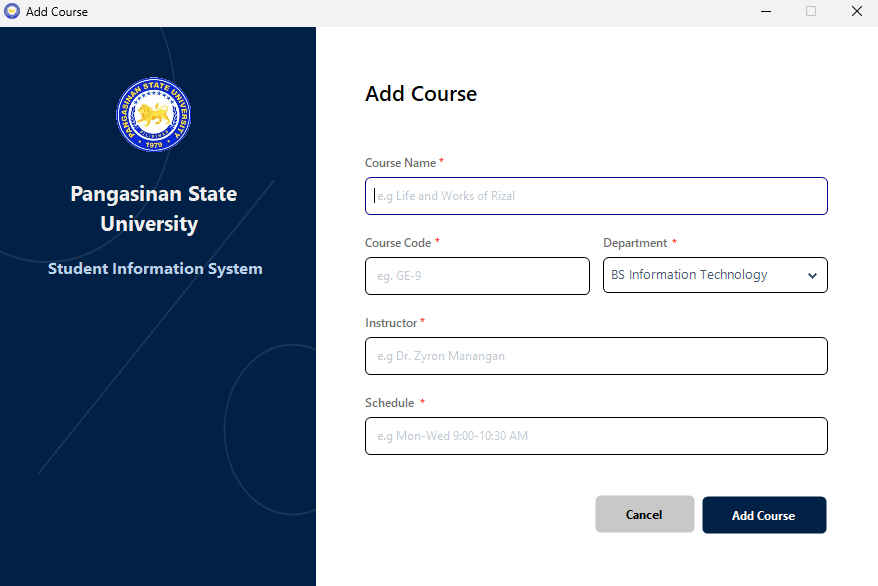 Add Course
PANGASINAN STATE UNIVERSITY
1979
Pangasinan State
University
Student Information System
Add Course
Course Name *
e.g Life and Works of Rizal
Course Code *
Department *
eg. GE-9
BS Information Technology
Instructor *
e.g Dr. Zyron Manangan
Schedule *
e.g Mon-Wed 9:00-10:30 AM
Cancel
Add Course